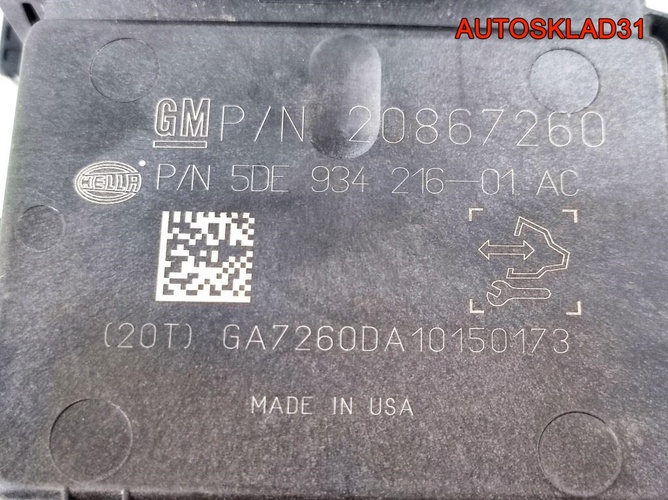 AUTOSKLAD31
GM P/N 20867260
HELLA P/N 5DE 934 216-01 AC
(20T) GA7260DA10150173
MADE IN USA